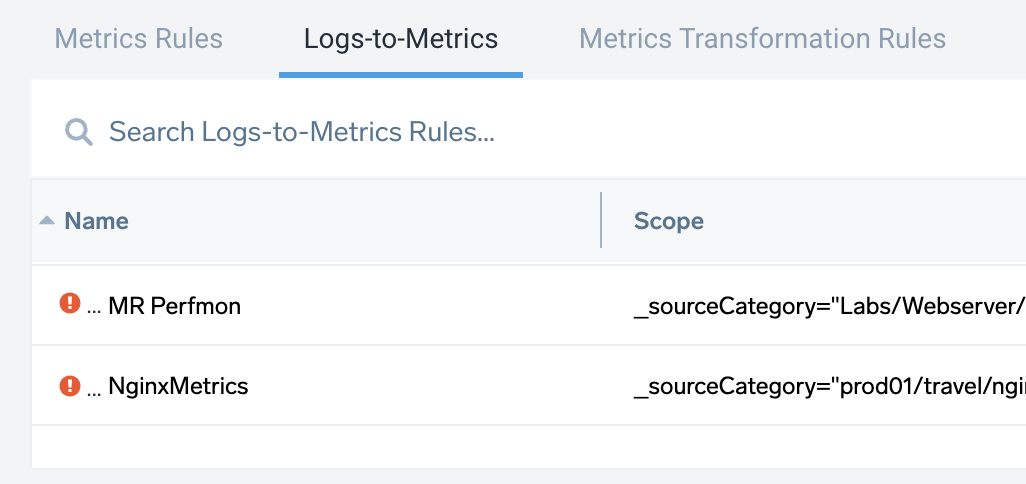 Metrics Rules Logs-to-Metrics Metrics Transformation Rules
Search Logs-to-Metrics Rules...
Name Scope
... MR Perfmon _sourceCategory="Labs/Webserver/
... NginxMetrics _sourceCategory="prod01/travel/ngi